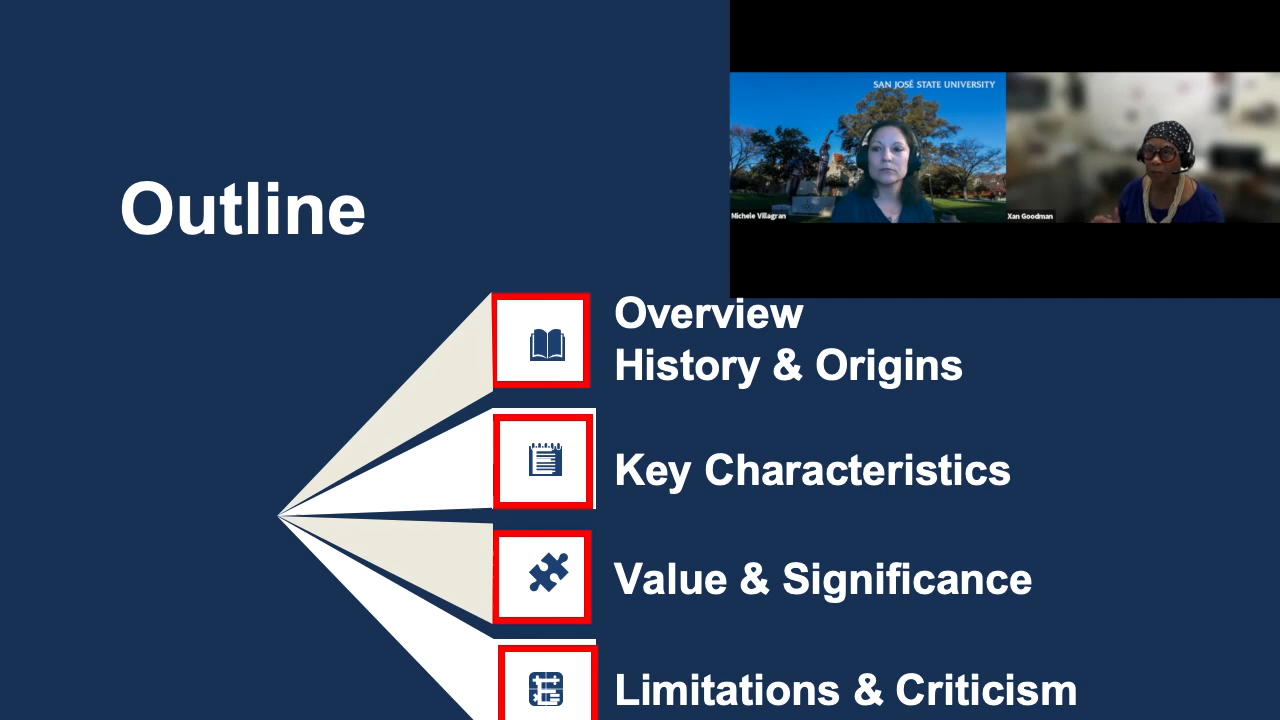 SAN JOSÉ STATE UNIVERSITY
Michele Villagran
Xan Goodman
Outline
Overview
History & Origins
Key Characteristics
Value & Significance
Limitations & Criticism